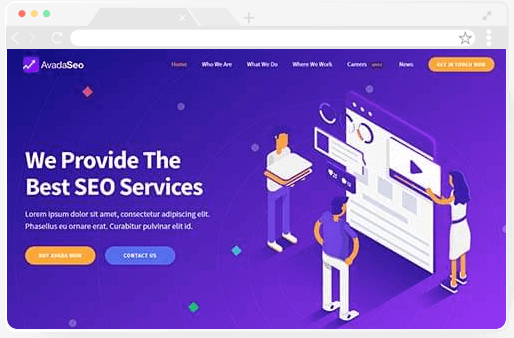 AvadaSeo
Home Who We Are What We Do Where We Work Careers News GET IN TOUCH NOW
We Provide The
Best SEO Services
Lorem ipsum dolor sit amet, consectetur adipiscing elit.
Phasellus eu ornare erat. Curabitur pulvinar elit id.
BUY AVADA NOW CONTACT US